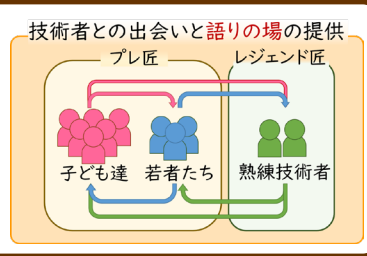 技術者との出会いと語りの場の提供
プレ匠
レジェンド匠
子ども達
若者たち
熟練技術者